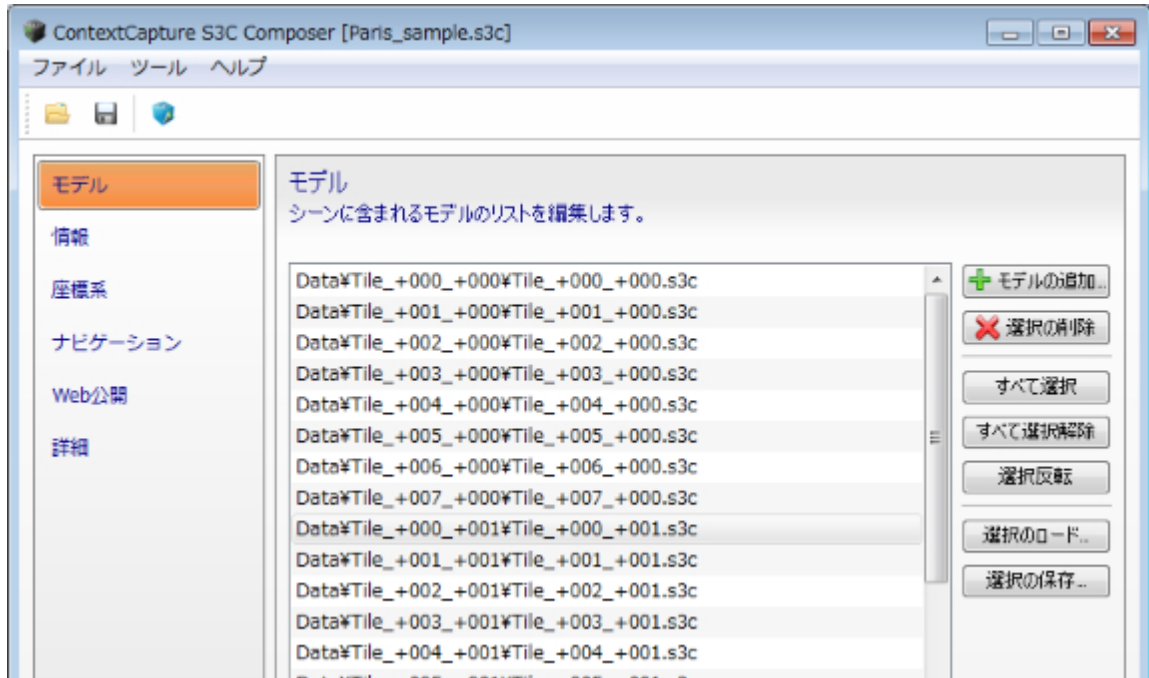 ContextCapture S3C Composer [Paris_sample.s3c]
ファイル ツール ヘルプ
モデル
情報
座標系
ナビゲーション
Web公開
詳細
モデル
シーンに含まれるモデルのリストを編集します。
Data¥Tile_+000_+000¥Tile_+000_+000.s3c
Data¥Tile_+001_+000¥Tile_+001_+000.s3c
Data¥Tile_+002_+000¥Tile_+002_+000.s3c
Data¥Tile_+003_+000¥Tile_+003_+000.s3c
Data¥Tile_+004_+000¥Tile_+004_+000.s3c
Data¥Tile_+005_+000¥Tile_+005_+000.s3c
Data¥Tile_+006_+000¥Tile_+006_+000.s3c
Data¥Tile_+007_+000¥Tile_+007_+000.s3c
Data¥Tile_+000_+001¥Tile_+000_+001.s3c
Data¥Tile_+001_+001¥Tile_+001_+001.s3c
Data¥Tile_+002_+001¥Tile_+002_+001.s3c
Data¥Tile_+003_+001¥Tile_+003_+001.s3c
Data¥Tile_+004_+001¥Tile_+004_+001.s3c
モデルの追加...
選択の削除
すべて選択
すべて選択解除
選択反転
選択のロード...
選択の保存...